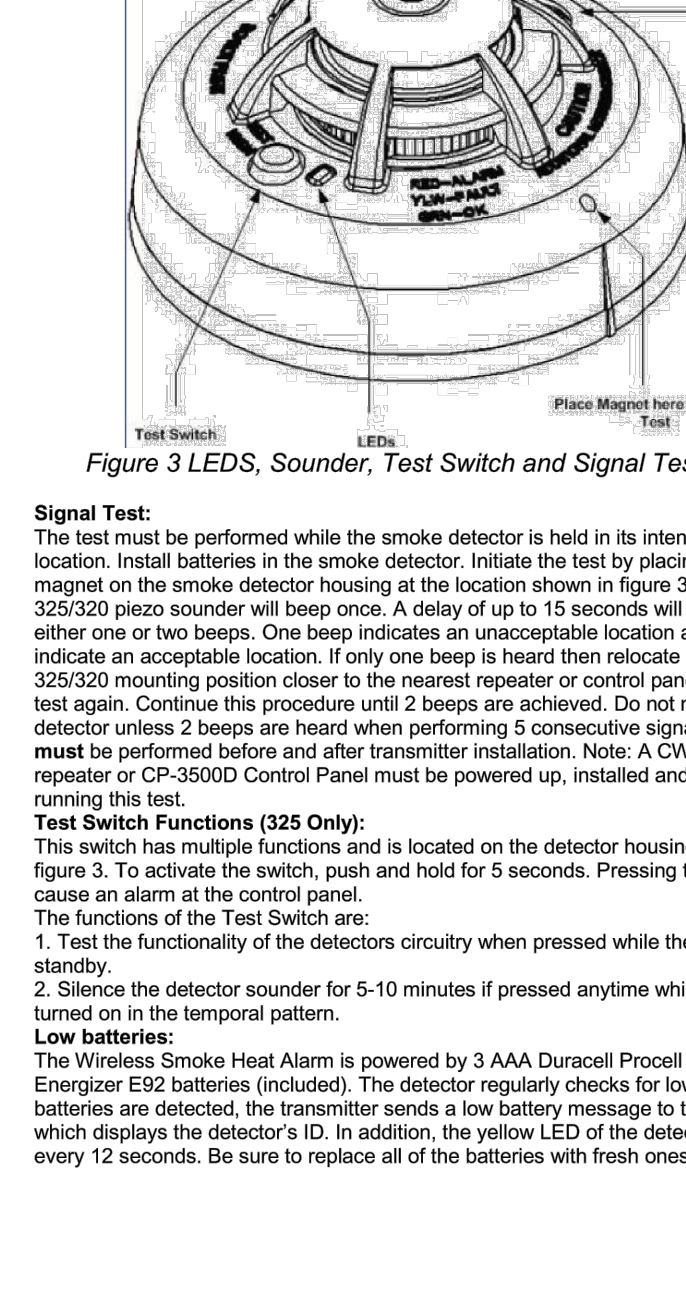 RED-ALARM
YLW-FAULT
GRN-OK
CAUTION
Place Magnet here
Test
Test Switch
LEDs
Figure 3 LEDS, Sounder, Test Switch and Signal Tes
Signal Test:
The test must be performed while the smoke detector is held in its inten
location. Install batteries in the smoke detector. Initiate the test by placin
magnet on the smoke detector housing at the location shown in figure 3
325/320 piezo sounder will beep once. A delay of up to 15 seconds will
either one or two beeps. One beep indicates an unacceptable location a
indicate an acceptable location. If only one beep is heard then relocate
325/320 mounting position closer to the nearest repeater or control pan
test again. Continue this procedure until 2 beeps are achieved. Do not r
detector unless 2 beeps are heard when performing 5 consecutive signa
must be performed before and after transmitter installation. Note: A CW
repeater or CP-3500D Control Panel must be powered up, installed and
running this test.
Test Switch Functions (325 Only):
This switch has multiple functions and is located on the detector housin
figure 3. To activate the switch, push and hold for 5 seconds. Pressing t
cause an alarm at the control panel.
The functions of the Test Switch are:
1. Test the functionality of the detectors circuitry when pressed while the
standby.
2. Silence the detector sounder for 5-10 minutes if pressed anytime whi
turned on in the temporal pattern.
Low batteries:
The Wireless Smoke Heat Alarm is powered by 3 AAA Duracell Procell
Energizer E92 batteries (included). The detector regularly checks for lov
batteries are detected, the transmitter sends a low battery message to t
which displays the detector's ID. In addition, the yellow LED of the dete
every 12 seconds. Be sure to replace all of the batteries with fresh ones